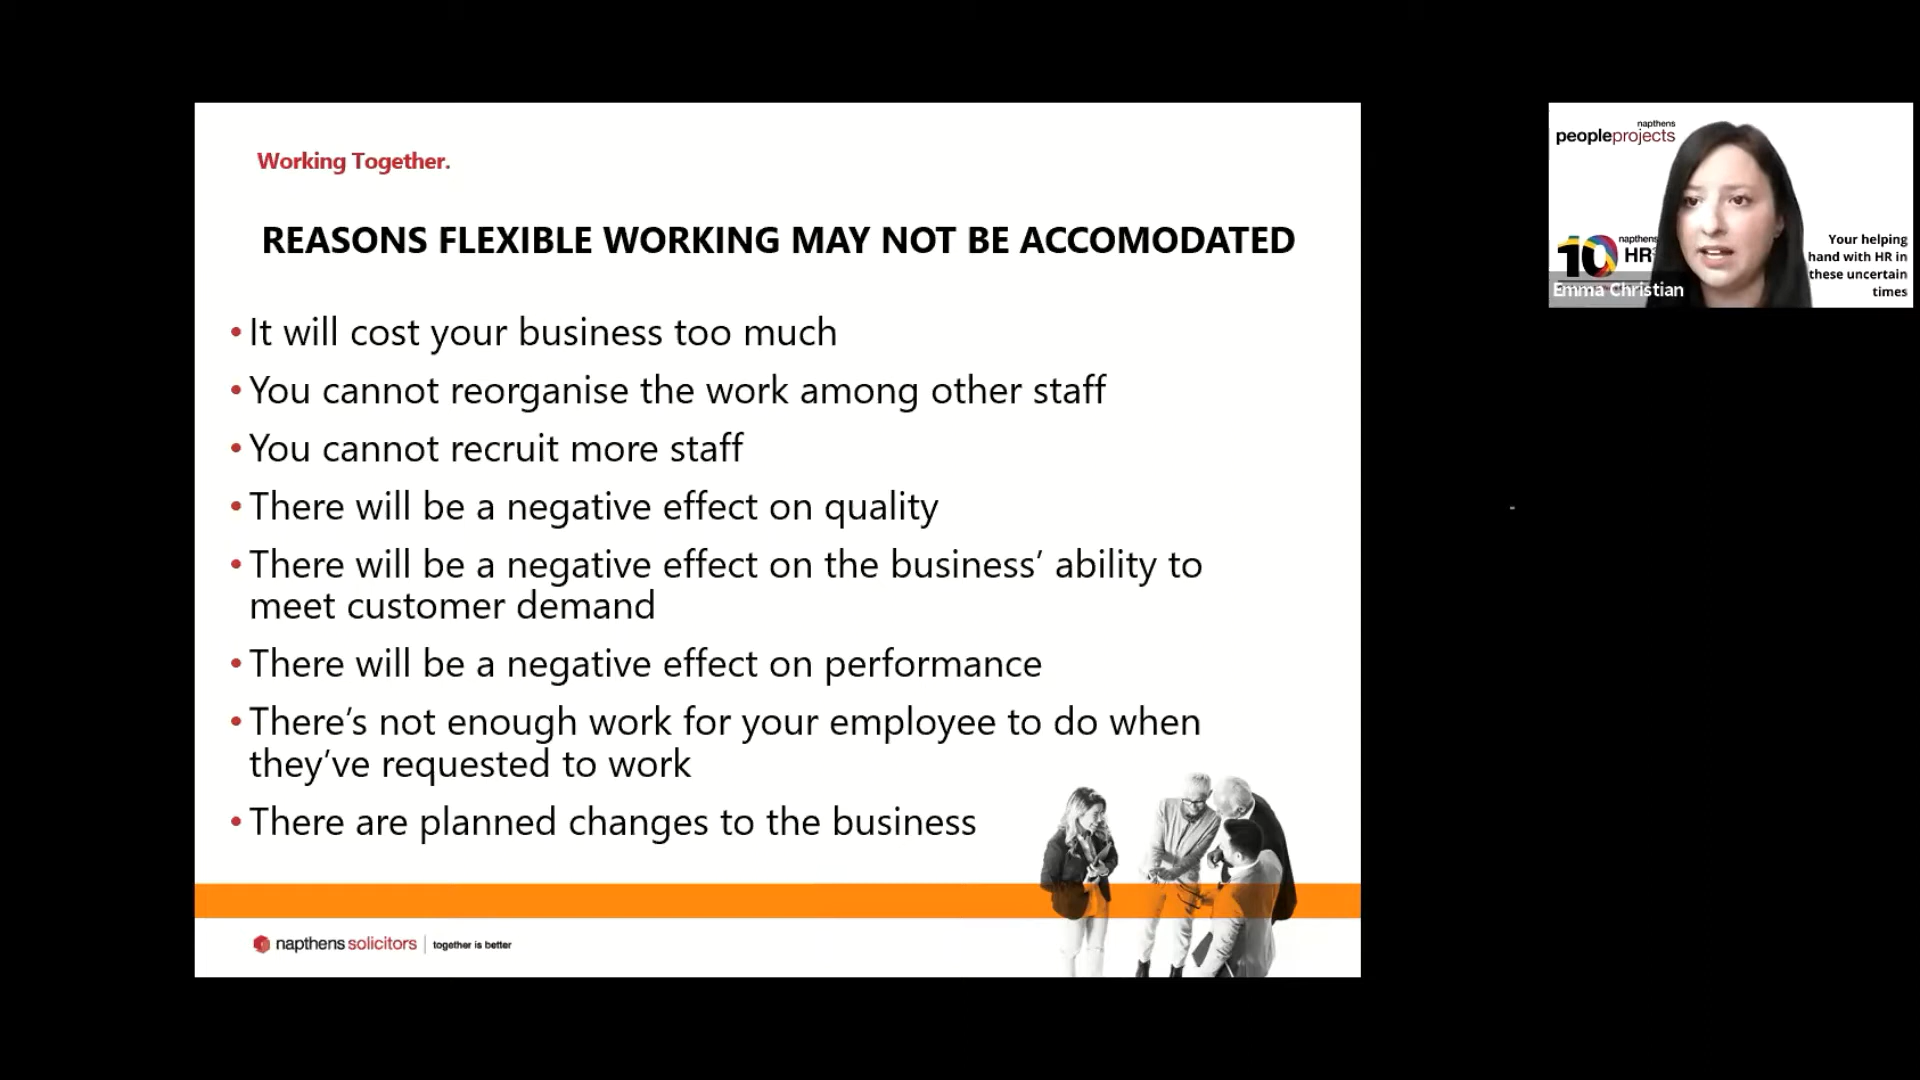 Working Together.
REASONS FLEXIBLE WORKING MAY NOT BE ACCOMODATED
•It will cost your business too much
•You cannot reorganise the work among other staff
•You cannot recruit more staff
•There will be a negative effect on quality
•There will be a negative effect on the business’ ability to
meet customer demand
•There will be a negative effect on performance
•There’s not enough work for your employee to do when
they’ve requested to work
•There are planned changes to the business
napthens solicitors | together is better
napthens
peopleprojects
10
napthens
HR
Your helping
hand with HR in
these uncertain
times
Emma Christian